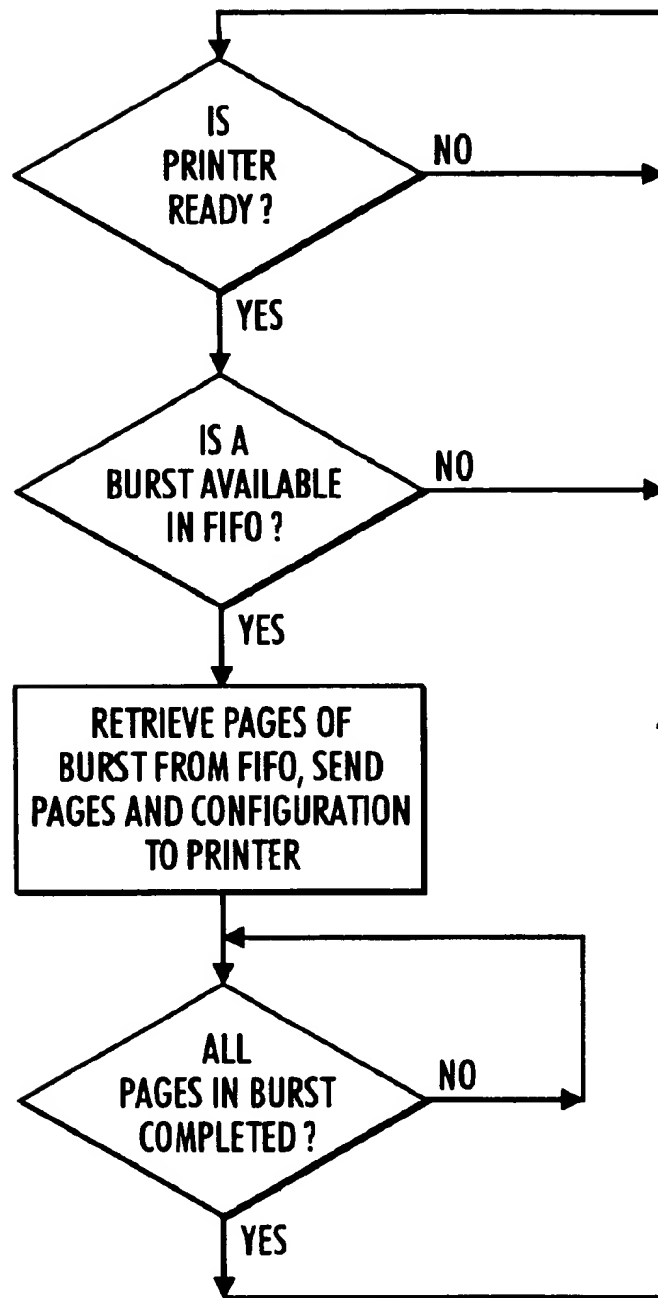 IS
PRINTER
READY ?
NO
YES
IS A
BURST AVAILABLE
IN FIFO ?
NO
YES
RETRIEVE PAGES OF
BURST FROM FIFO, SEND
PAGES AND CONFIGURATION
TO PRINTER
ALL
PAGES IN BURST
COMPLETED ?
NO
YES